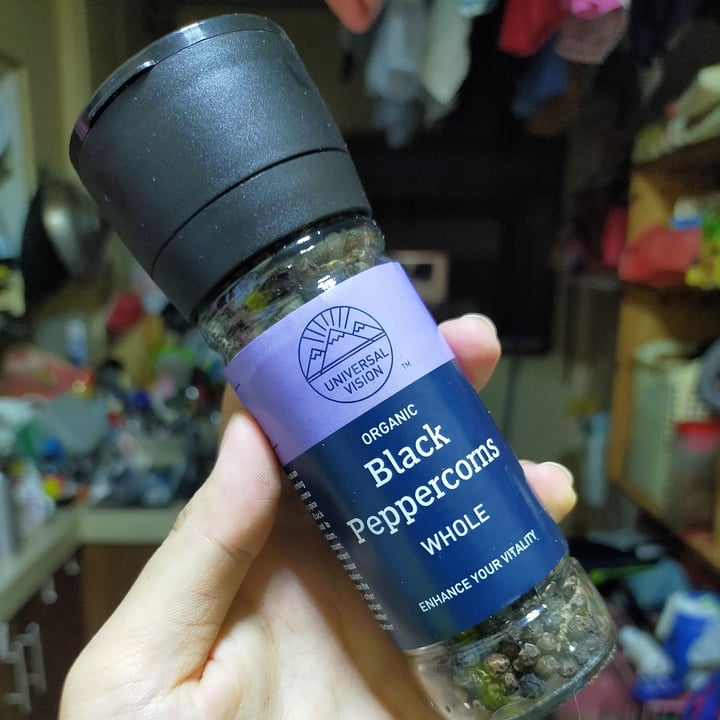 UNIVERSAL
VISION
TM
ORGANIC
Black
Peppercorns
WHOLE
ENHANCE YOUR VITALITY